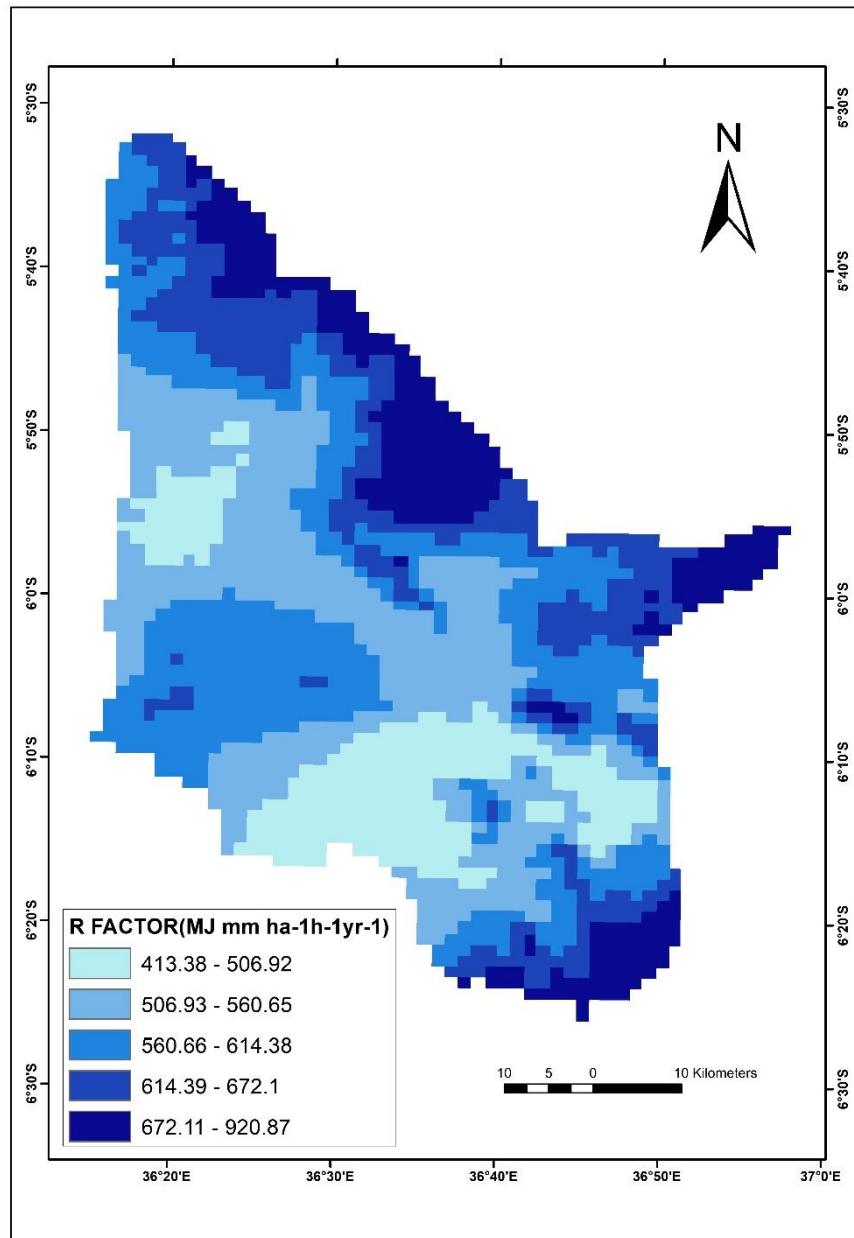 N
5°30'S
5°30'S
5°40'S
5°40'S
5°50'S
5°50'S
6°0'S
6°0'S
6°10'S
6°10'S
6°20'S
6°20'S
6°30'S
6°30'S
R FACTOR(MJ mm ha-1h-1yr-1)
413.38 - 506.92
506.93 - 560.65
560.66 - 614.38
614.39 - 672.1
672.11 - 920.87
10 5 0 10 Kilometers
36°20'E 36°30'E 36°40'E 36°50'E 37°0'E